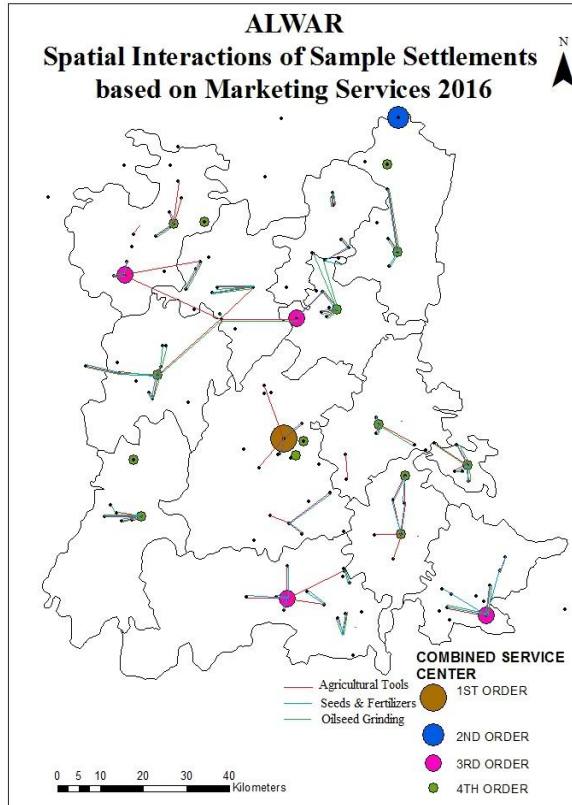 ALWAR
Spatial Interactions of Sample Settlements
based on Marketing Services 2016
N
COMBINED SERVICE
CENTER
1ST ORDER
2ND ORDER
3RD ORDER
4TH ORDER
Agricultural Tools
Seeds & Fertilizers
Oilseed Grinding
0 5 10 20 30 40
Kilometers